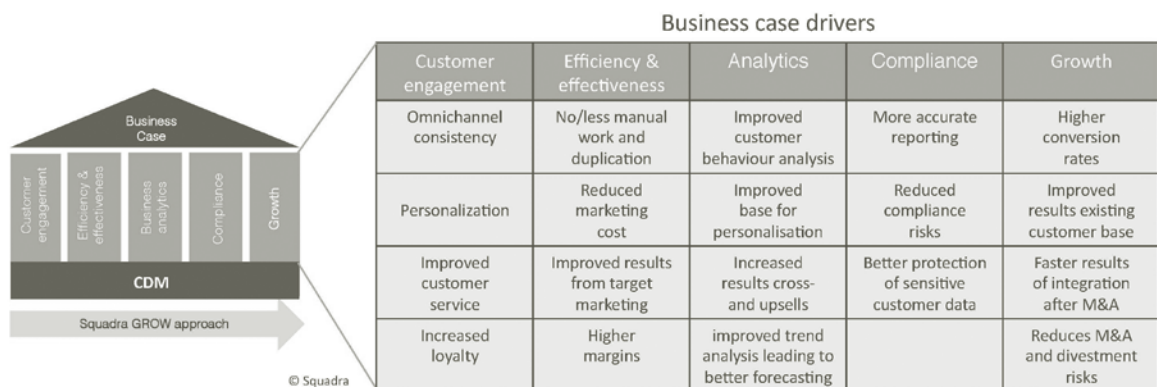 Business case drivers
Business
Case
Customer
engagement
Efficiency &
effectiveness
Business
analytics
Compliance
Growth
CDM
Squadra GROW approach
© Squadra
Customer
engagement
Efficiency &
effectiveness
Analytics
Compliance
Growth
Omnichannel
consistency
No/less manual
work and
duplication
Improved
customer
behaviour analysis
More accurate
reporting
Higher
conversion
rates
Personalization
Reduced
marketing
cost
Improved
base for
personalisation
Reduced
compliance
risks
Improved
results existing
customer base
Improved
customer
service
Improved results
from target
marketing
Increased
results cross-
and upsells
Better protection
of sensitive
customer data
Faster results
of integration
after M&A
Increased
loyalty
Higher
margins
improved trend
analysis leading to
better forecasting
Reduces M&A
and divestment
risks